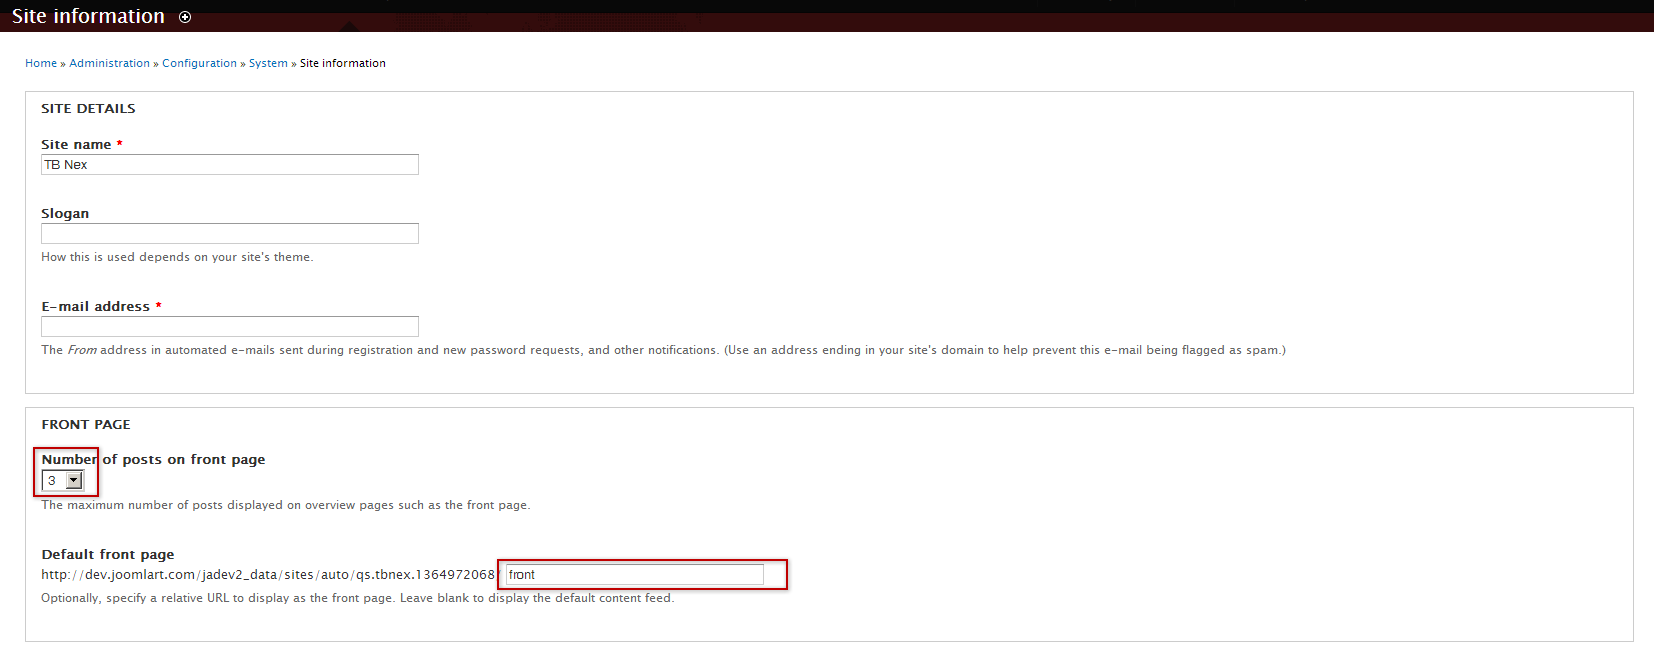 Site information
Home » Administration » Configuration » System » Site information
SITE DETAILS
Site name *
TB Nex
Slogan
How this is used depends on your site's theme.
E-mail address *
The From address in automated e-mails sent during registration and new password requests, and other notifications. (Use an address ending in your site's domain to help prevent this e-mail being flagged as spam.)
FRONT PAGE
Number of posts on front page
3
The maximum number of posts displayed on overview pages such as the front page.
Default front page
http://dev.joomlart.com/jadev2_data/sites/auto/qs.tbnex.1364972068/ front
Optionally, specify a relative URL to display as the front page. Leave blank to display the default content feed.